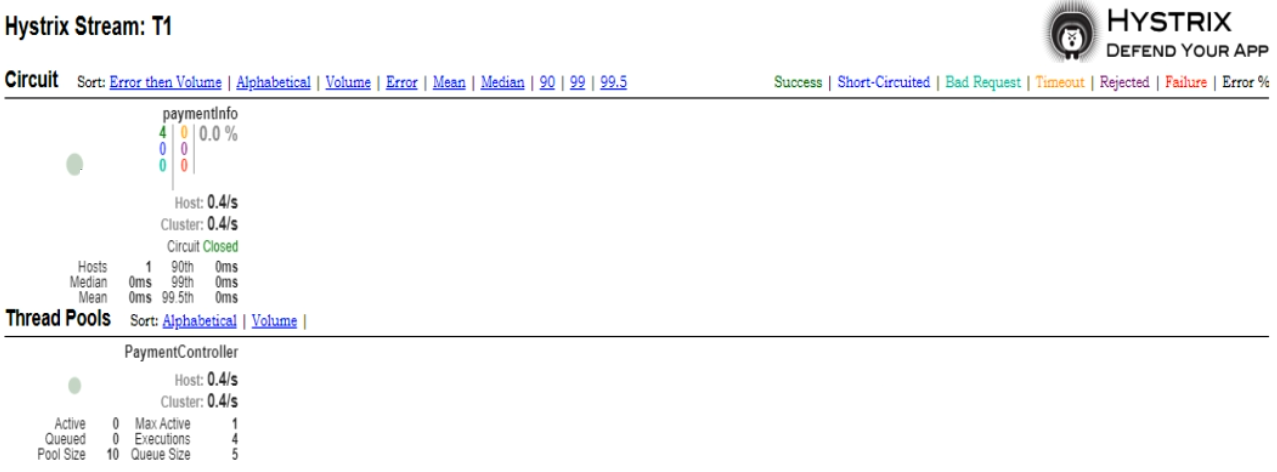 Hystrix Stream: T1
HYSTRIX
DEFEND YOUR APP
Circuit Sort: Error then Volume | Alphabetical | Volume | Error | Mean | Median | 90 | 99 | 99.5
Success | Short-Circuited | Bad Request | Timeout | Rejected | Failure | Error %
paymentInfo
4 | 0 | 0.0 %
0 | 0
0 | 0
Host: 0.4/s
Cluster: 0.4/s
Circuit Closed
Hosts 1 90th 0ms
Median 0ms 99th 0ms
Mean 0ms 99.5th 0ms
Thread Pools Sort: Alphabetical | Volume |
PaymentController
Host: 0.4/s
Cluster: 0.4/s
Active 0 Max Active 1
Queued 0 Executions 4
Pool Size 10 Queue Size 5